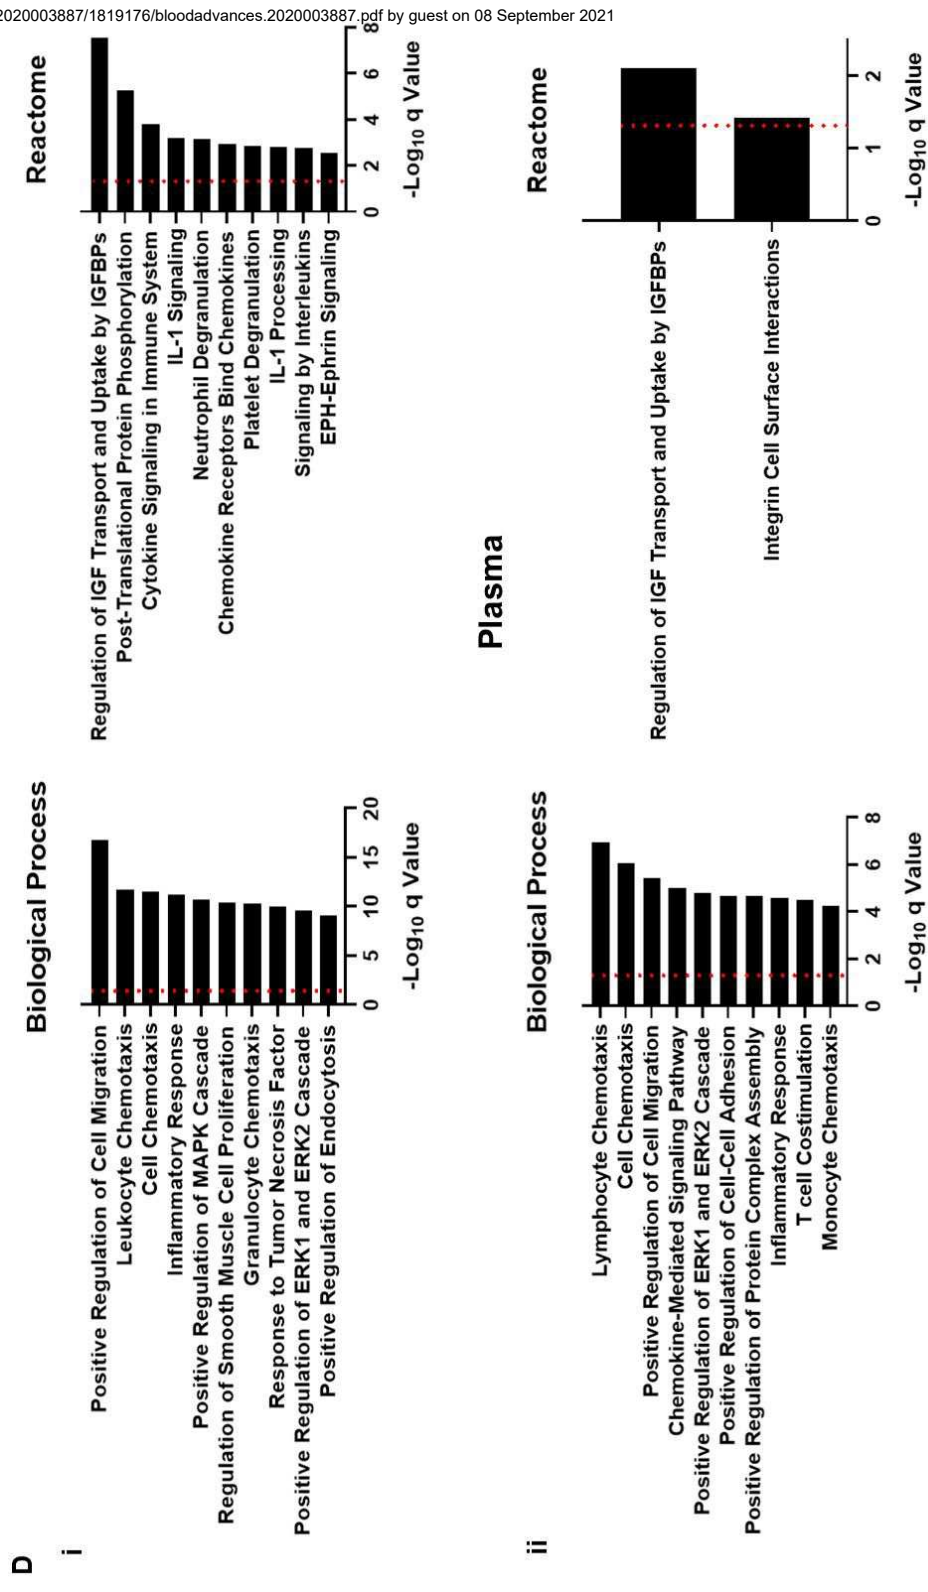 2020003887/1819176/bloodadvances.2020003887.pdf by guest on 08 September 2021
D
i
Biological Process
Positive Regulation of Cell Migration
Leukocyte Chemotaxis
Cell Chemotaxis
Inflammatory Response
Positive Regulation of MAPK Cascade
Regulation of Smooth Muscle Cell Proliferation
Granulocyte Chemotaxis
Response to Tumor Necrosis Factor
Positive Regulation of ERK1 and ERK2 Cascade
Positive Regulation of Endocytosis
0 5 10 15 20
-Log10 q Value
Reactome
Regulation of IGF Transport and Uptake by IGFBPs
Post-Translational Protein Phosphorylation
Cytokine Signaling in Immune System
IL-1 Signaling
Neutrophil Degranulation
Chemokine Receptors Bind Chemokines
Platelet Degranulation
IL-1 Processing
Signaling by Interleukins
EPH-Ephrin Signaling
0 2 4 6 8
-Log10 q Value
Plasma
ii
Biological Process
Lymphocyte Chemotaxis
Cell Chemotaxis
Positive Regulation of Cell Migration
Chemokine-Mediated Signaling Pathway
Positive Regulation of ERK1 and ERK2 Cascade
Positive Regulation of Cell-Cell Adhesion
Positive Regulation of Protein Complex Assembly
Inflammatory Response
T cell Costimulation
Monocyte Chemotaxis
0 2 4 6 8
-Log10 q Value
Reactome
Regulation of IGF Transport and Uptake by IGFBPs
Integrin Cell Surface Interactions
0 1 2
-Log10 q Value